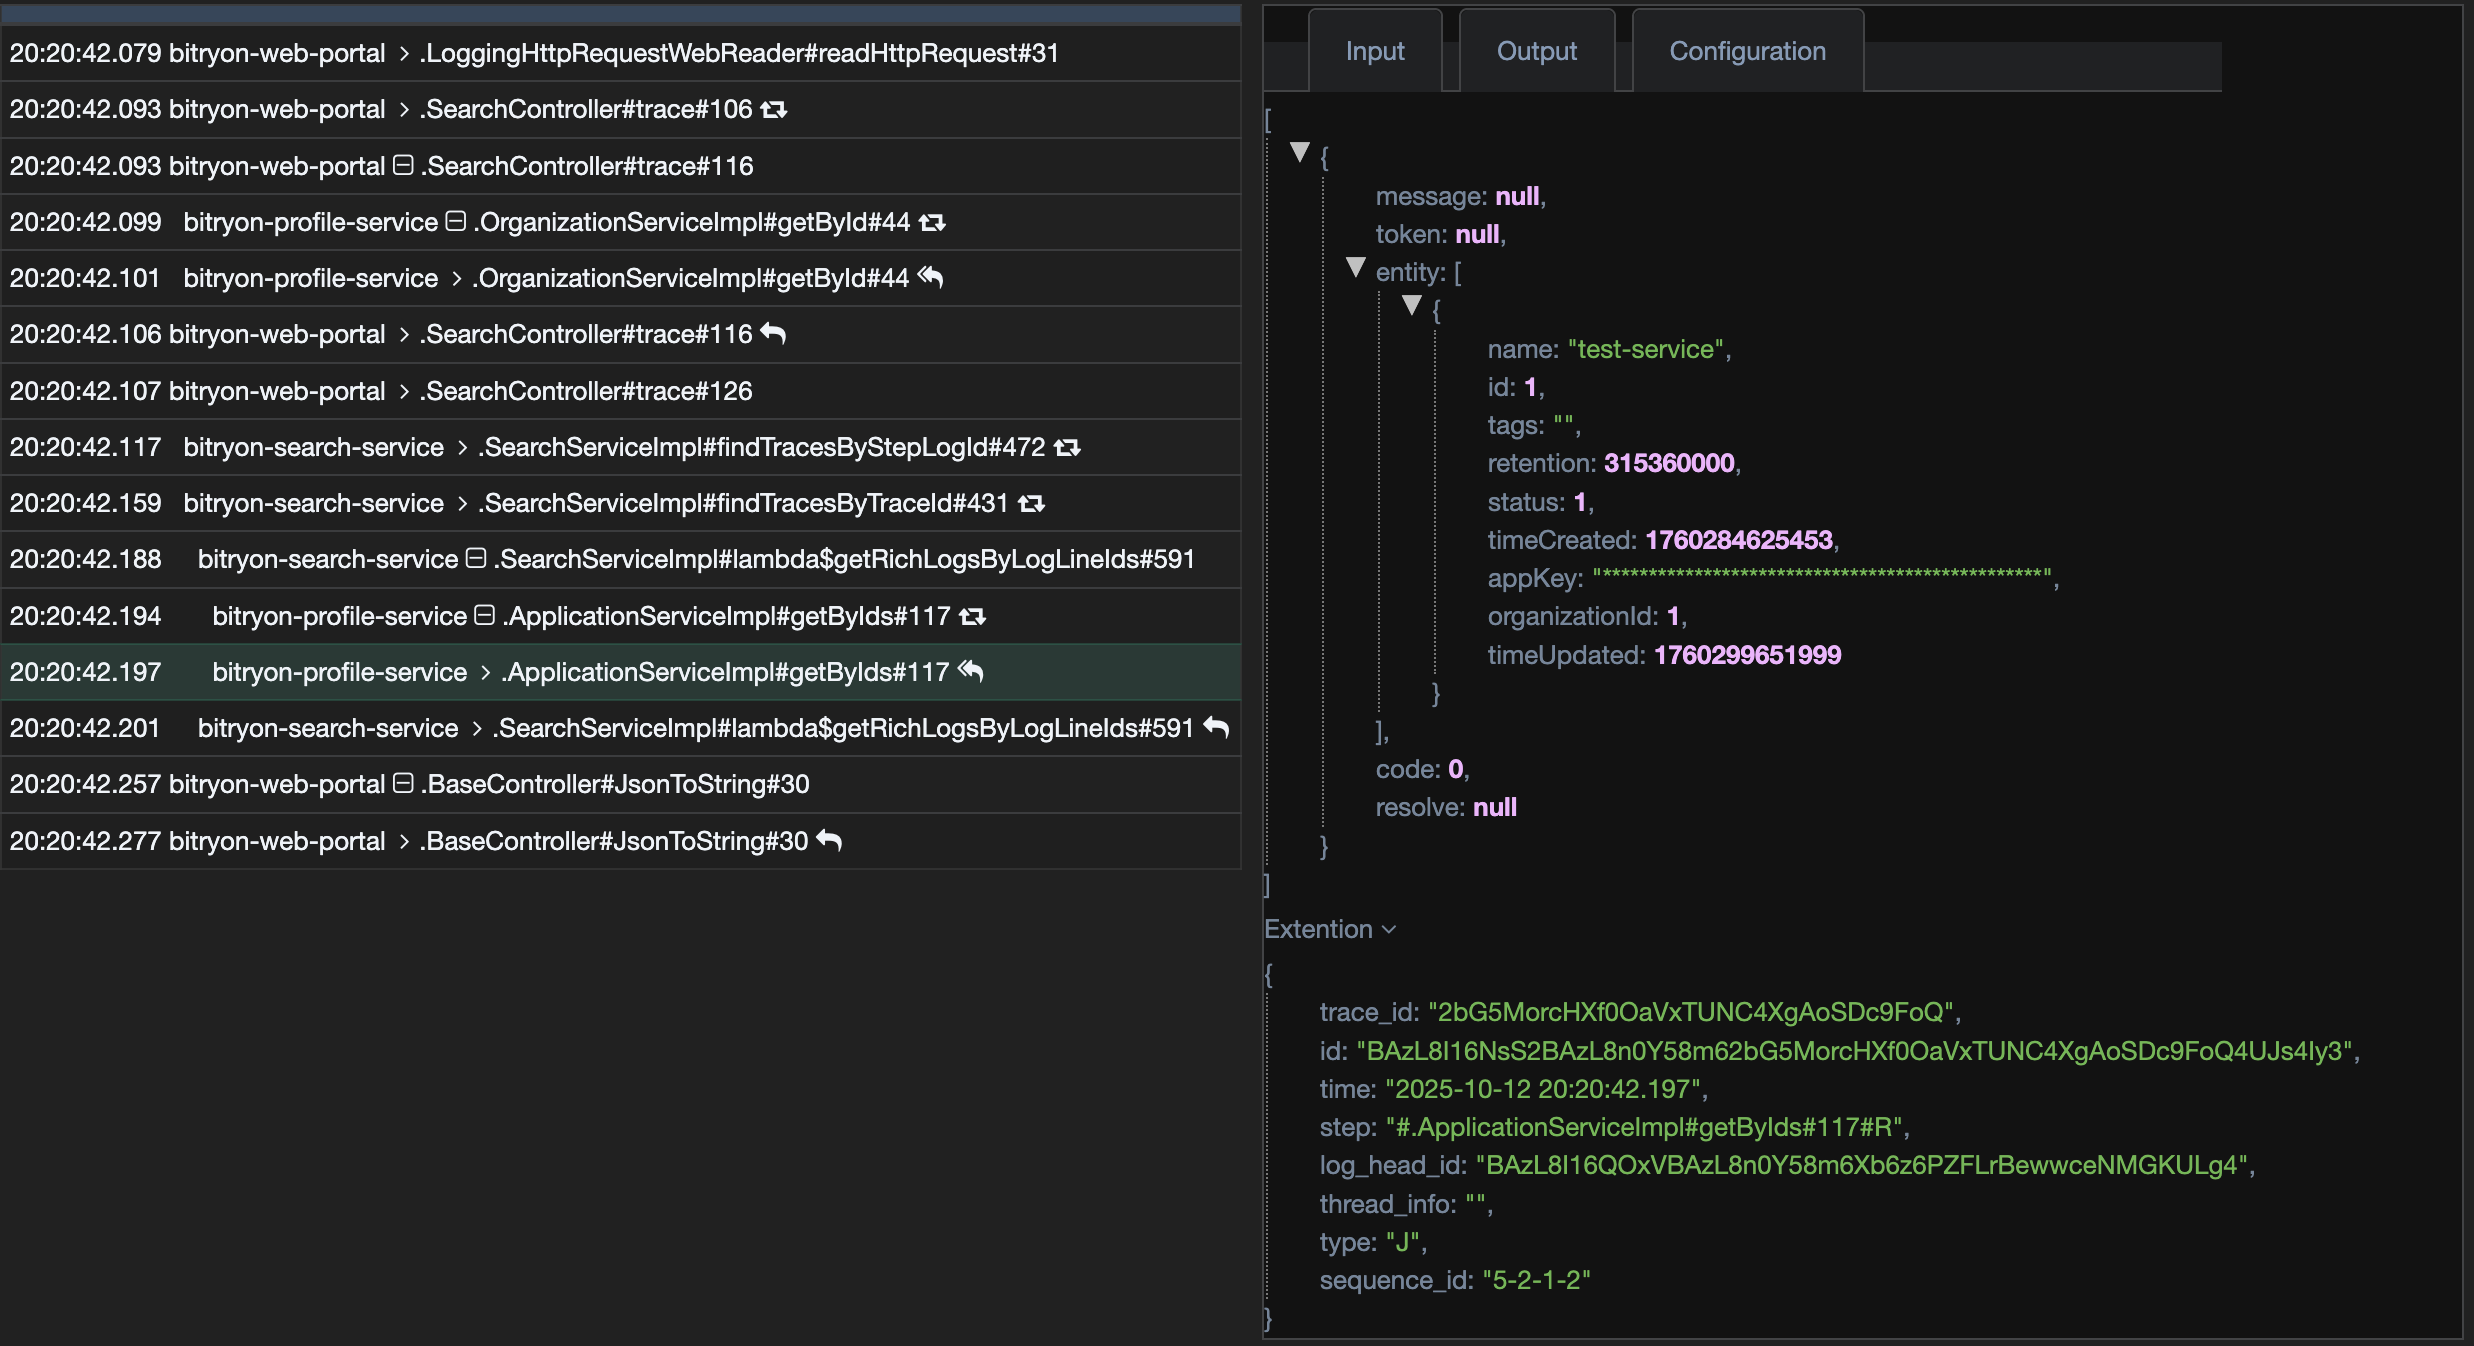 20:20:42.079 bitryon-web-portal > .LoggingHttpRequestWebReader#readHttpRequest#31
20:20:42.093 bitryon-web-portal > .SearchController#trace#106
20:20:42.093 bitryon-web-portal .SearchController#trace#116
20:20:42.099 bitryon-profile-service .OrganizationServiceImpl#getById#44
20:20:42.101 bitryon-profile-service > .OrganizationServiceImpl#getById#44
20:20:42.106 bitryon-web-portal > .SearchController#trace#116
20:20:42.107 bitryon-web-portal > .SearchController#trace#126
20:20:42.117 bitryon-search-service > .SearchServiceImpl#findTracesByStepLogId#472
20:20:42.159 bitryon-search-service > .SearchServiceImpl#findTracesByTraceId#431
20:20:42.188 bitryon-search-service .SearchServiceImpl#lambda$getRichLogsByLogLineIds#591
20:20:42.194 bitryon-profile-service .ApplicationServiceImpl#getByIds#117
20:20:42.197 bitryon-profile-service > .ApplicationServiceImpl#getByIds#117
20:20:42.201 bitryon-search-service > .SearchServiceImpl#lambda$getRichLogsByLogLineIds#591
20:20:42.257 bitryon-web-portal .BaseController#JsonToString#30
20:20:42.277 bitryon-web-portal > .BaseController#JsonToString#30
Input Output Configuration
[
{
message: null,
token: null,
entity: [
{
name: "test-service",
id: 1,
tags: "",
retention: 315360000,
status: 1,
timeCreated: 1760284625453,
appKey: "************************************************",
organizationId: 1,
timeUpdated: 1760299651999
}
],
code: 0,
resolve: null
}
]
Extention
{
trace_id: "2bG5MorcHXf0OaVxTUNC4XgAoSDc9FoQ",
id: "BAzL8I16NsS2BAzL8n0Y58m62bG5MorcHXf0OaVxTUNC4XgAoSDc9FoQ4UJs4Iy3",
time: "2025-10-12 20:20:42.197",
step: "#.ApplicationServiceImpl#getByIds#117#R",
log_head_id: "BAzL8I16QOxVBAzL8n0Y58m6Xb6z6PZFLrBewwceNMGKULg4",
thread_info: "",
type: "J",
sequence_id: "5-2-1-2"
}